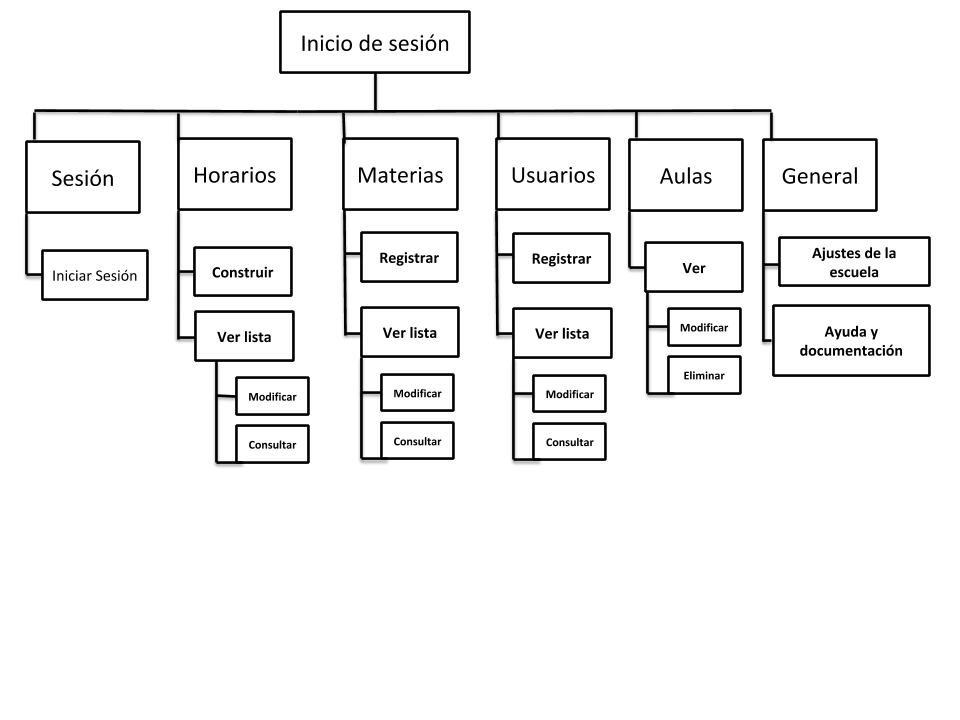 Inicio de sesión
Sesión
Horarios
Materias
Usuarios
Aulas
General
Iniciar Sesión
Construir
Ver lista
Modificar
Consultar
Registrar
Ver lista
Modificar
Consultar
Registrar
Ver lista
Modificar
Consultar
Ver
Modificar
Eliminar
Ajustes de la
escuela
Ayuda y
documentación